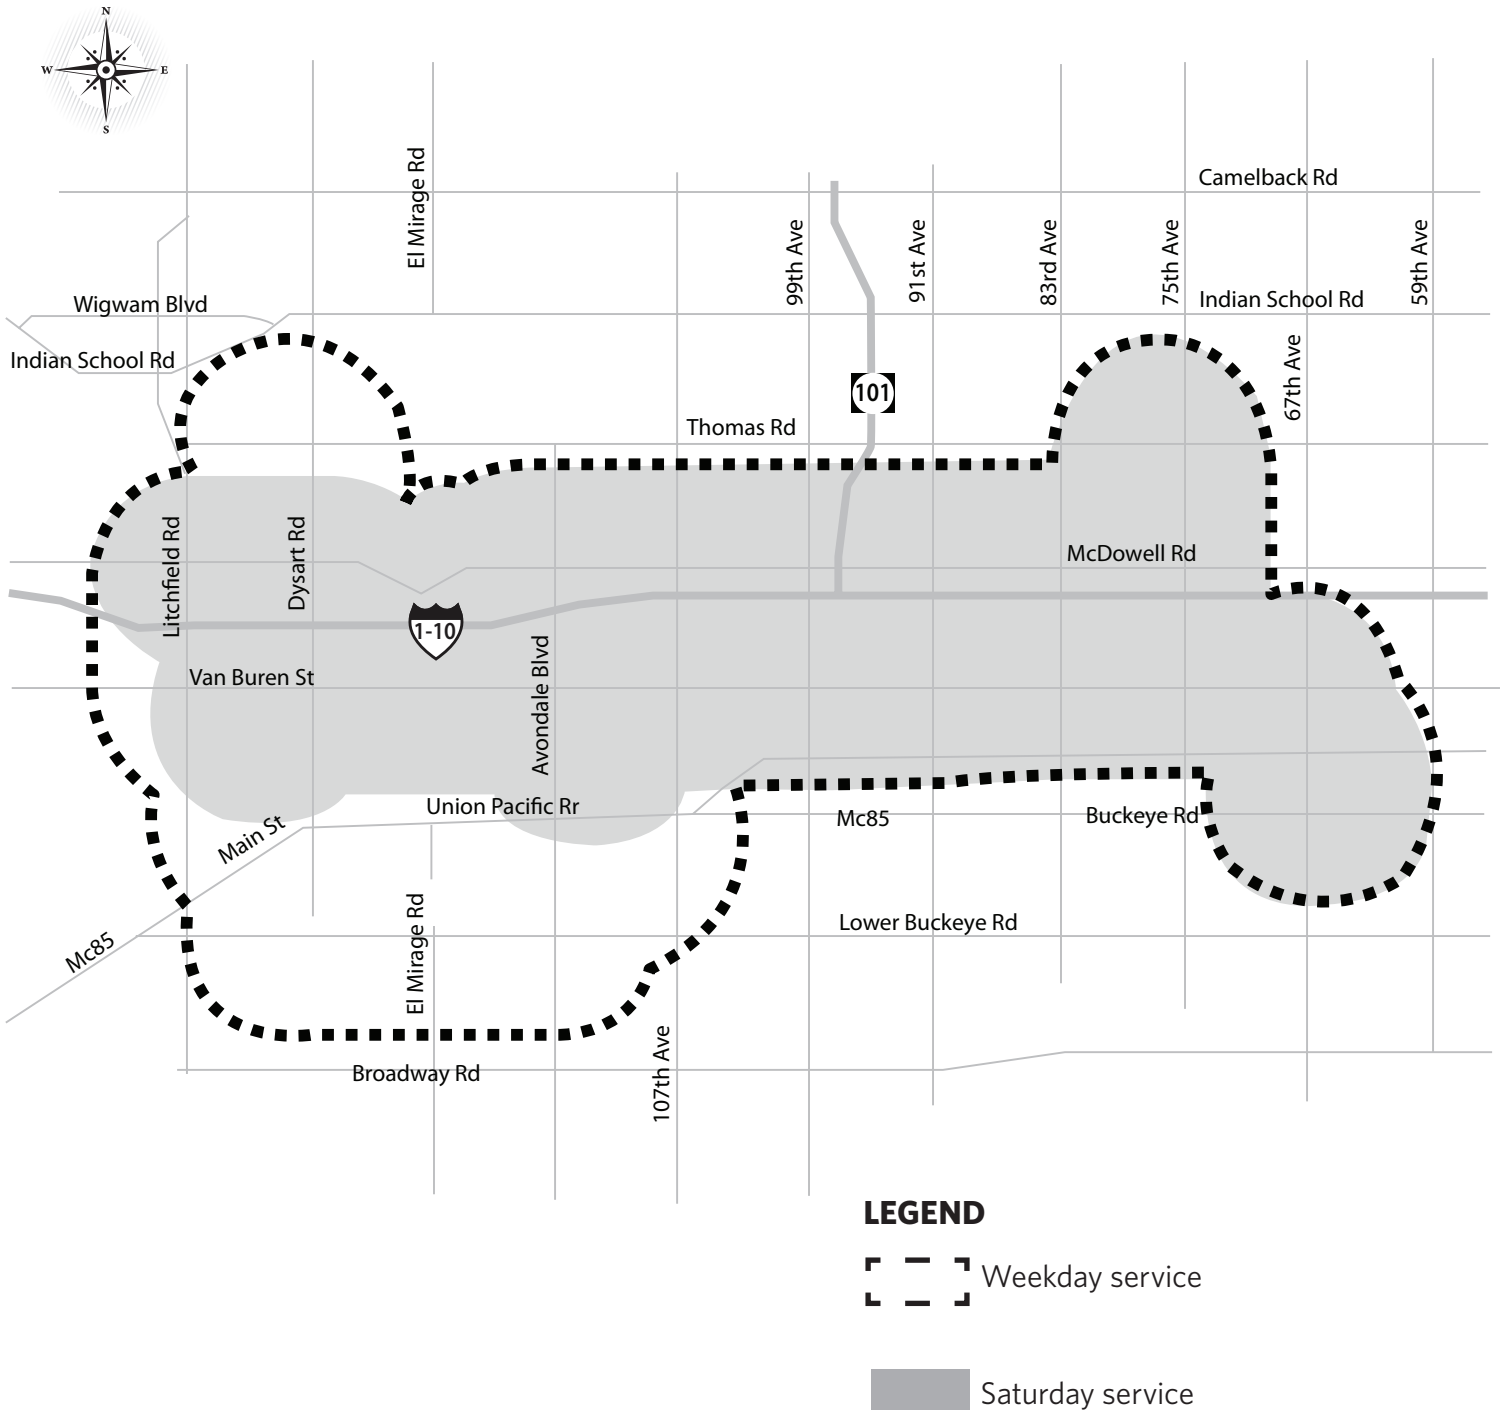 N
W
E
S
El Mirage Rd
Camelback Rd
99th Ave
91st Ave
83rd Ave
75th Ave
59th Ave
Wigwam Blvd
Indian School Rd
Indian School Rd
67th Ave
101
Thomas Rd
McDowell Rd
Litchfield Rd
Dysart Rd
1-10
Avondale Blvd
Van Buren St
Union Pacific Rr
Main St
Mc85
Buckeye Rd
El Mirage Rd
Lower Buckeye Rd
Mc85
107th Ave
Broadway Rd
LEGEND
Weekday service
Saturday service